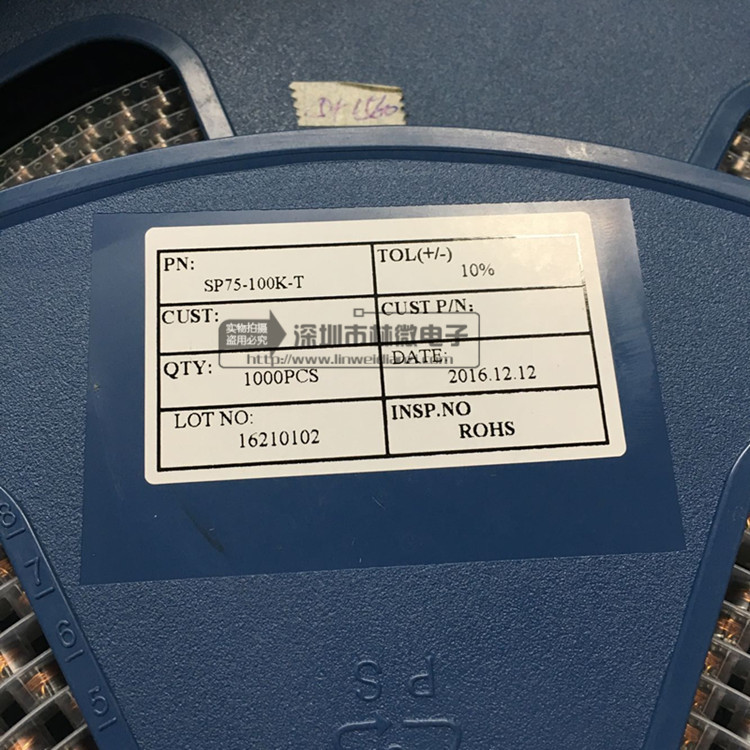 PN:
SP75-100K-T
TOL(+/-)
10%
CUST:
CUST P/N:
实物拍摄
盗用必究
深圳市林微电子
QTY:
1000PCS
DATE:
2016.12.12
LOT NO:
16210102
INSP.NO
ROHS
PS